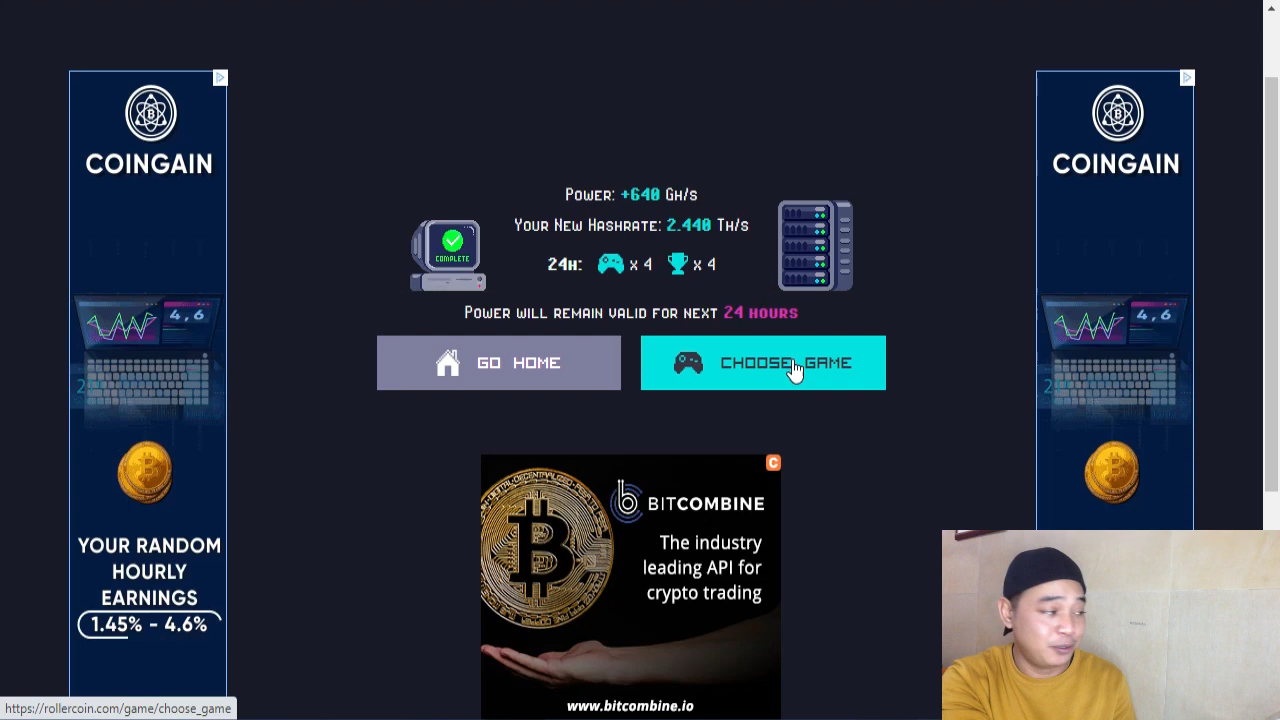 COINGAIN
4,6
YOUR RANDOM
HOURLY
EARNINGS
1.45% - 4.6%
POWER: +640 GH/S
YOUR NEW HASHRATE: 2.440 TH/S
24H: x 4 x 4
COMPLETE
POWER WILL REMAIN VALID FOR NEXT 24 HOURS
GO HOME
CHOOSE GAME
C
BITCOMBINE
The industry
leading API for
crypto trading
www.bitcombine.io
COINGAIN
4,6
https://rollercoin.com/game/choose_game